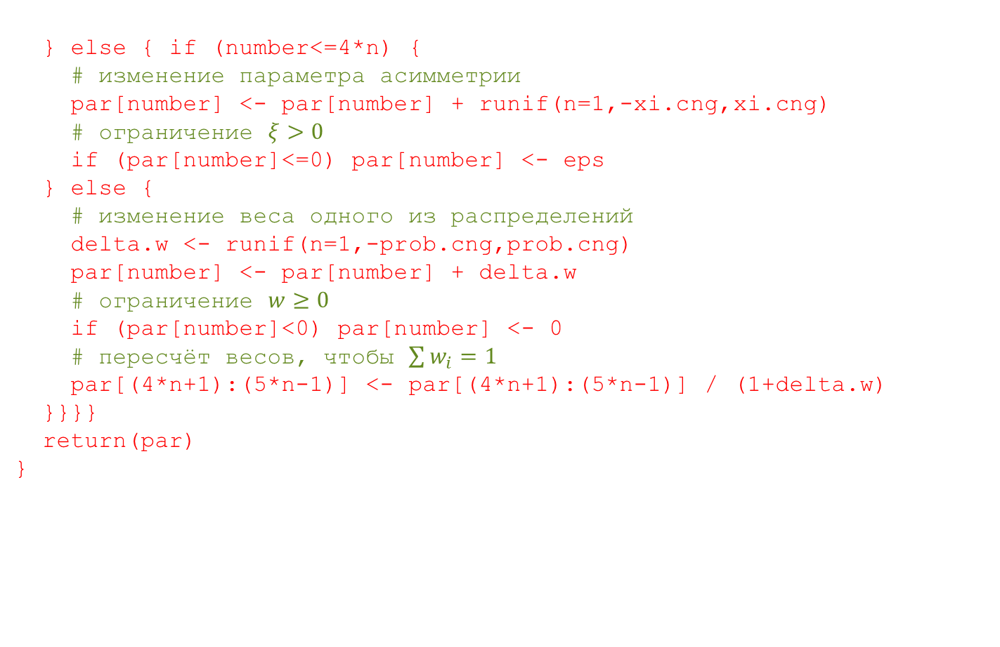 } else { if (number<=4*n) {
# изменение параметра асимметрии
par[number] <- par[number] + runif(n=1,-xi.cng,xi.cng)
# ограничение ξ > 0
if (par[number]<=0) par[number] <- eps
} else {
# изменение веса одного из распределений
delta.w <- runif(n=1,-prob.cng,prob.cng)
par[number] <- par[number] + delta.w
# ограничение w ≥ 0
if (par[number]<0) par[number] <- 0
# пересчёт весов, чтобы ∑ wᵢ = 1
par[(4*n+1):(5*n-1)] <- par[(4*n+1):(5*n-1)] / (1+delta.w)
}}}}
return(par)
}